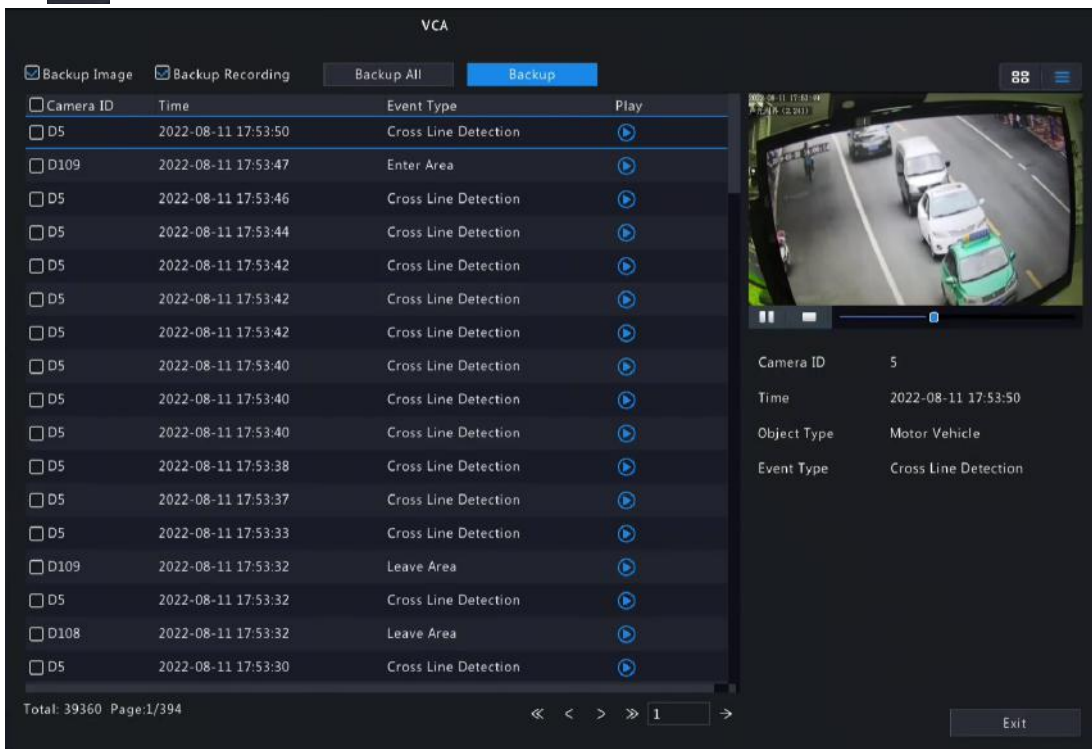 VCA
Backup Image Backup Recording Backup All Backup
Camera ID Time Event Type Play
D5 2022-08-11 17:53:50 Cross Line Detection
D109 2022-08-11 17:53:47 Enter Area
D5 2022-08-11 17:53:46 Cross Line Detection
D5 2022-08-11 17:53:44 Cross Line Detection
D5 2022-08-11 17:53:42 Cross Line Detection
D5 2022-08-11 17:53:42 Cross Line Detection
D5 2022-08-11 17:53:42 Cross Line Detection
D5 2022-08-11 17:53:40 Cross Line Detection
D5 2022-08-11 17:53:40 Cross Line Detection
D5 2022-08-11 17:53:40 Cross Line Detection
D5 2022-08-11 17:53:38 Cross Line Detection
D5 2022-08-11 17:53:37 Cross Line Detection
D5 2022-08-11 17:53:33 Cross Line Detection
D109 2022-08-11 17:53:32 Leave Area
D5 2022-08-11 17:53:32 Cross Line Detection
D108 2022-08-11 17:53:32 Leave Area
D5 2022-08-11 17:53:30 Cross Line Detection
Total: 39360 Page:1/394
1
Camera ID 5
Time 2022-08-11 17:53:50
Object Type Motor Vehicle
Event Type Cross Line Detection
Exit